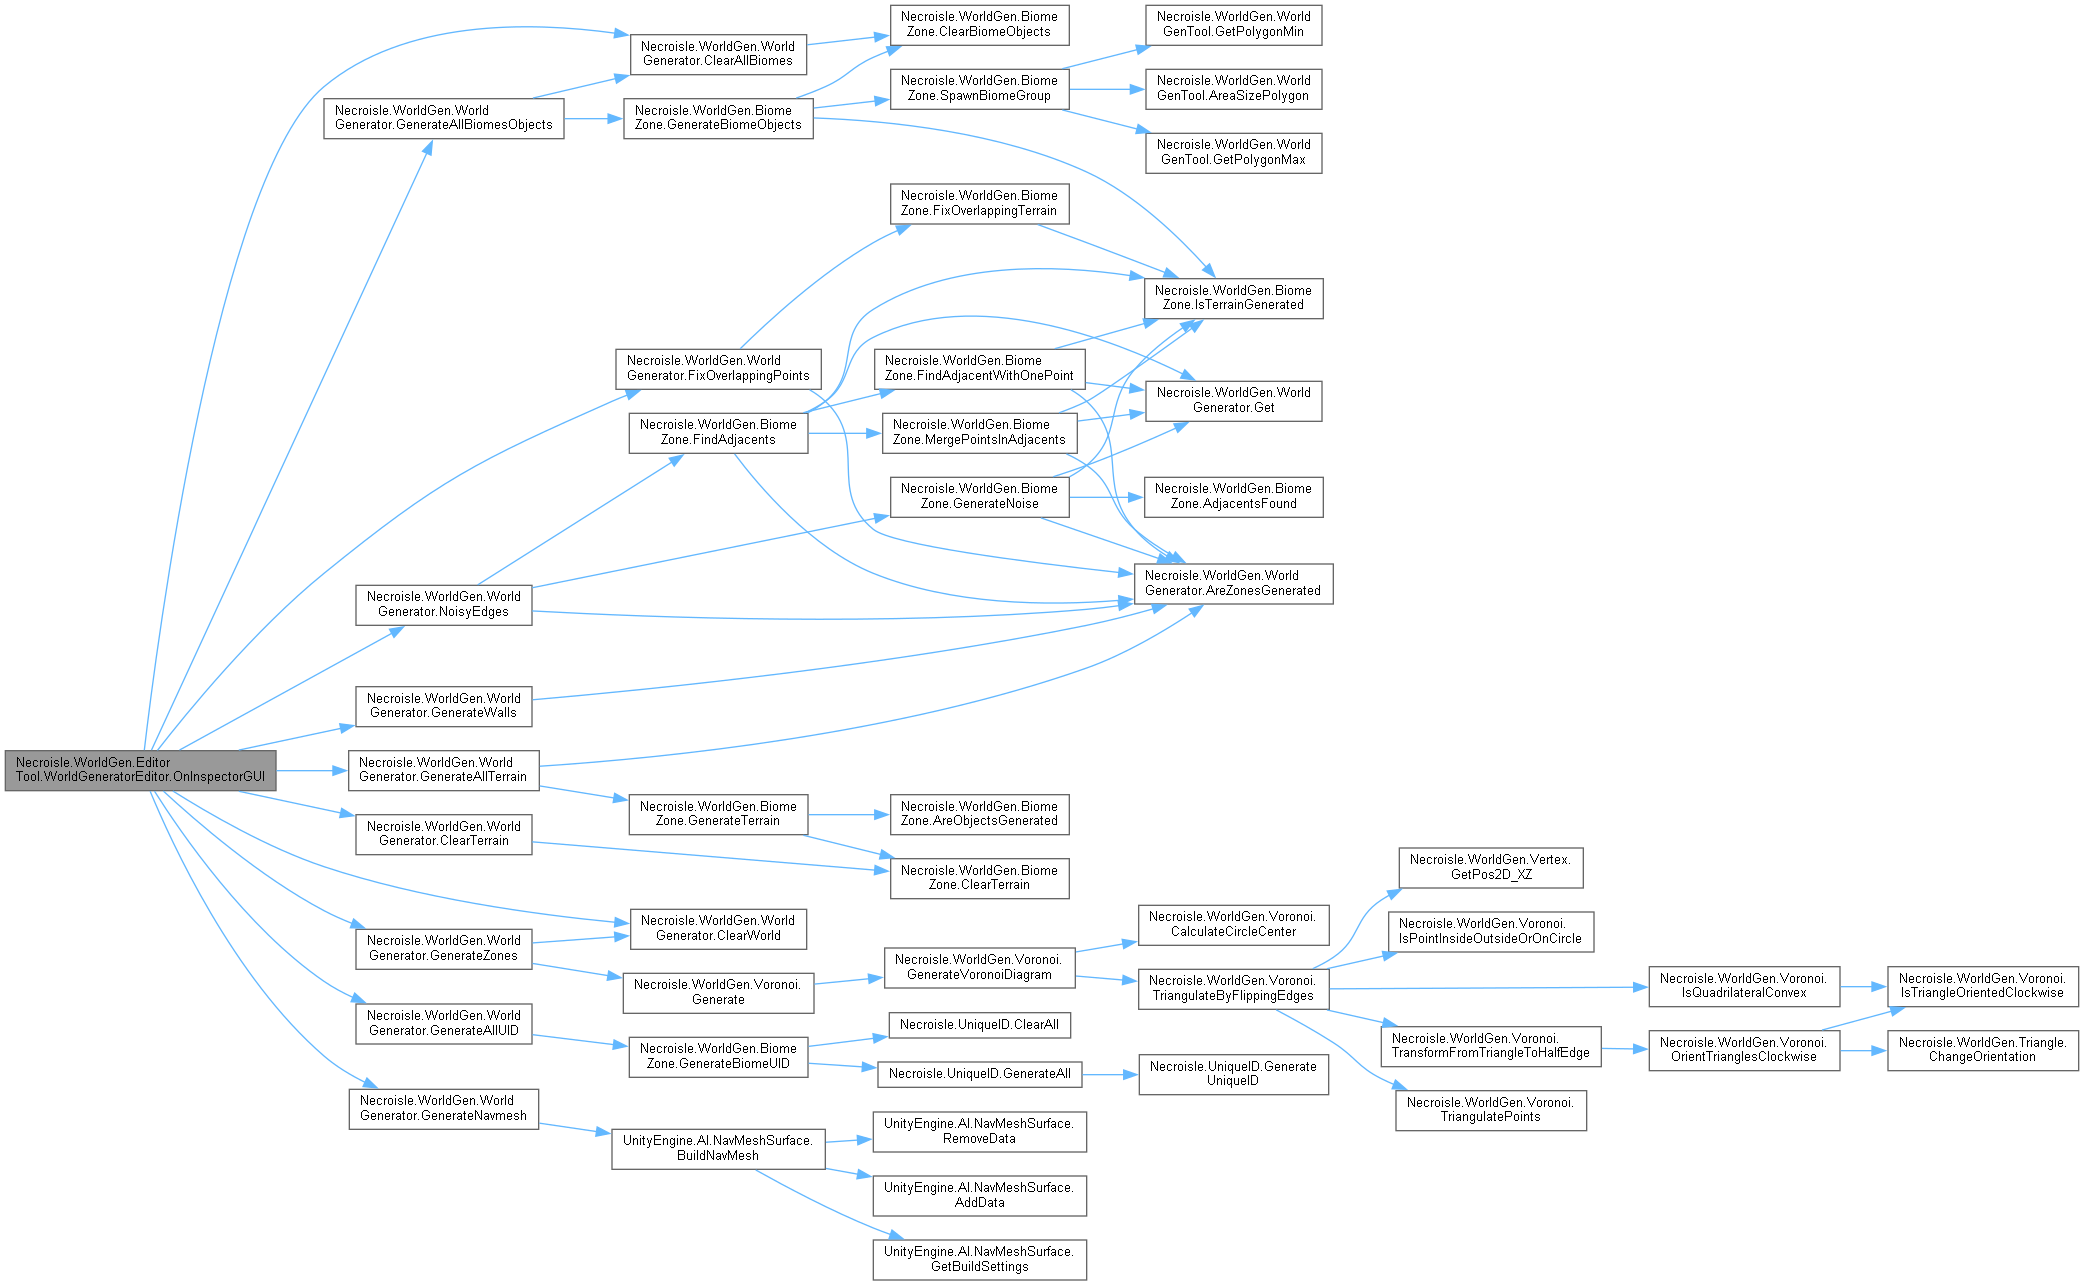 Necroisle.WorldGen.Editor
Tool.WorldGeneratorEditor.OnInspectorGUI
Necroisle.WorldGen.World
Generator.ClearAllBiomes
Necroisle.WorldGen.World
Generator.GenerateAllBiomesObjects
Necroisle.WorldGen.Biome
Zone.GenerateBiomeObjects
Necroisle.WorldGen.Biome
Zone.ClearBiomeObjects
Necroisle.WorldGen.Biome
Zone.SpawnBiomeGroup
Necroisle.WorldGen.World
GenTool.GetPolygonMin
Necroisle.WorldGen.World
GenTool.AreaSizePolygon
Necroisle.WorldGen.World
GenTool.GetPolygonMax
Necroisle.WorldGen.Biome
Zone.FixOverlappingTerrain
Necroisle.WorldGen.Biome
Zone.IsTerrainGenerated
Necroisle.WorldGen.World
Generator.FixOverlappingPoints
Necroisle.WorldGen.Biome
Zone.FindAdjacentWithOnePoint
Necroisle.WorldGen.World
Generator.Get
Necroisle.WorldGen.Biome
Zone.FindAdjacents
Necroisle.WorldGen.Biome
Zone.MergePointsInAdjacents
Necroisle.WorldGen.Biome
Zone.GenerateNoise
Necroisle.WorldGen.Biome
Zone.AdjacentsFound
Necroisle.WorldGen.World
Generator.AreZonesGenerated
Necroisle.WorldGen.World
Generator.NoisyEdges
Necroisle.WorldGen.World
Generator.GenerateWalls
Necroisle.WorldGen.World
Generator.GenerateAllTerrain
Necroisle.WorldGen.Biome
Zone.GenerateTerrain
Necroisle.WorldGen.Biome
Zone.AreObjectsGenerated
Necroisle.WorldGen.World
Generator.ClearTerrain
Necroisle.WorldGen.Biome
Zone.ClearTerrain
Necroisle.WorldGen.World
Generator.ClearWorld
Necroisle.WorldGen.World
Generator.GenerateZones
Necroisle.WorldGen.Voronoi.
Generate
Necroisle.WorldGen.Voronoi.
GenerateVoronoiDiagram
Necroisle.WorldGen.Voronoi.
CalculateCircleCenter
Necroisle.WorldGen.Voronoi.
TriangulateByFlippingEdges
Necroisle.WorldGen.Vertex.
GetPos2D_XZ
Necroisle.WorldGen.Voronoi.
IsPointInsideOutsideOrOnCircle
Necroisle.WorldGen.Voronoi.
IsQuadrilateralConvex
Necroisle.WorldGen.Voronoi.
IsTriangleOrientedClockwise
Necroisle.WorldGen.Voronoi.
TransformFromTriangleToHalfEdge
Necroisle.WorldGen.Voronoi.
OrientTrianglesClockwise
Necroisle.WorldGen.Triangle.
ChangeOrientation
Necroisle.WorldGen.Voronoi.
TriangulatePoints
Necroisle.WorldGen.World
Generator.GenerateAllUID
Necroisle.WorldGen.Biome
Zone.GenerateBiomeUID
Necroisle.UniqueID.ClearAll
Necroisle.UniqueID.GenerateAll
Necroisle.UniqueID.Generate
UniqueID
Necroisle.WorldGen.World
Generator.GenerateNavmesh
UnityEngine.AI.NavMeshSurface.
BuildNavMesh
UnityEngine.AI.NavMeshSurface.
RemoveData
UnityEngine.AI.NavMeshSurface.
AddData
UnityEngine.AI.NavMeshSurface.
GetBuildSettings